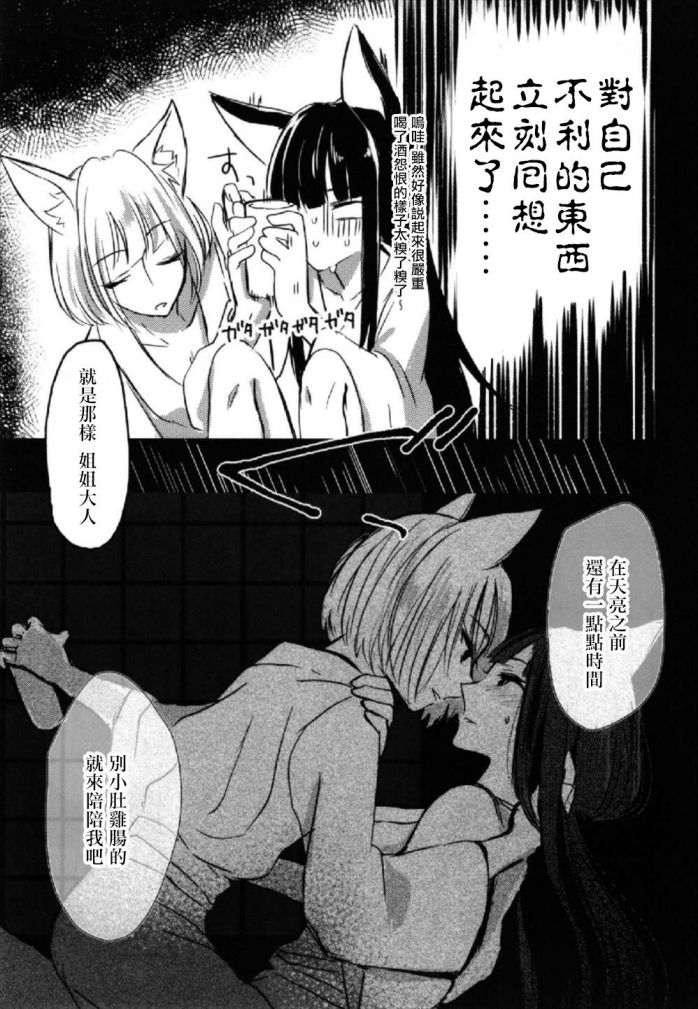 對自己
不利的東西
立刻回想
起來了……
嗚哇 雖然好像說起來很嚴重
喝了酒怨恨的樣子太糗了糗了～
ず、、
ガタガタガタガタ
就是那樣 姐姐大人
在天亮之前
還有一點點時間
別小肚雞腸的
就來陪陪我吧